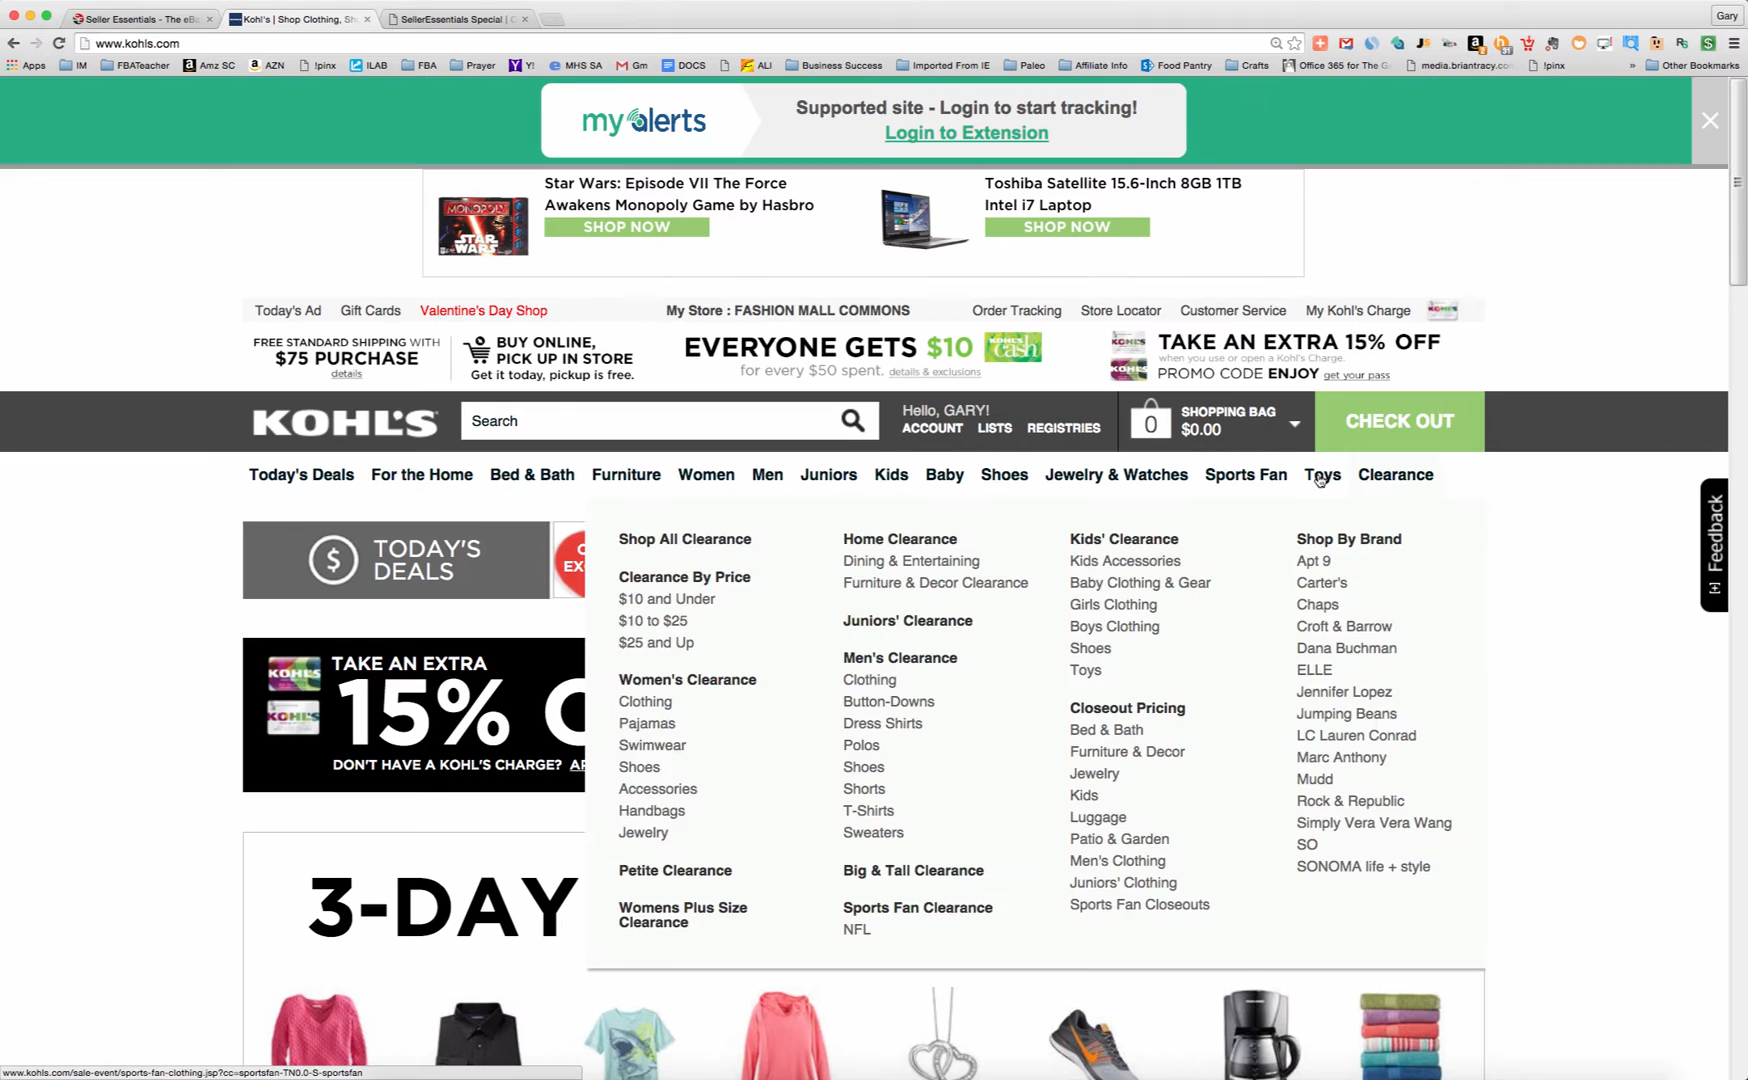 Seller Essentials - The eBa
Kohl's | Shop Clothing, Sho
SellerEssentials Special | C
Gary
www.kohls.com
Apps
IM
FBATeacher
Amz SC
AZN
!pinx
ILAB
FBA
Prayer
Y!
MHS SA
Gm
DOCS
ALI
Business Success
Imported From IE
Paleo
Affiliate Info
Food Pantry
Crafts
Office 365 for The G
media.briantracy.co
!pinx
»
Other Bookmarks
my alerts
Supported site - Login to start tracking!
Login to Extension
Star Wars: Episode VII The Force
Awakens Monopoly Game by Hasbro
SHOP NOW
MONOPOLY
STAR WARS
Toshiba Satellite 15.6-Inch 8GB 1TB
Intel i7 Laptop
SHOP NOW
Today's Ad
Gift Cards
Valentine's Day Shop
My Store : FASHION MALL COMMONS
Order Tracking
Store Locator
Customer Service
My Kohl's Charge
FREE STANDARD SHIPPING WITH
$75 PURCHASE
details
BUY ONLINE,
PICK UP IN STORE
Get it today, pickup is free.
EVERYONE GETS $10
KOHL'S cash
for every $50 spent. details & exclusions
TAKE AN EXTRA 15% OFF
when you use or open a Kohl's Charge.
PROMO CODE ENJOY get your pass
KOHL'S
Search
Hello, GARY!
ACCOUNT LISTS REGISTRIES
0
SHOPPING BAG
$0.00
CHECK OUT
Today's Deals
For the Home
Bed & Bath
Furniture
Women
Men
Juniors
Kids
Baby
Shoes
Jewelry & Watches
Sports Fan
Toys
Clearance
$
TODAY'S
DEALS
KOHL'S
KOHL'S
TAKE AN EXTRA
15%
DON'T HAVE A KOHL'S CHARGE?
3-DAY
Shop All Clearance
Clearance By Price
$10 and Under
$10 to $25
$25 and Up
Women's Clearance
Clothing
Pajamas
Swimwear
Shoes
Accessories
Handbags
Jewelry
Petite Clearance
Womens Plus Size
Clearance
Home Clearance
Dining & Entertaining
Furniture & Decor Clearance
Juniors' Clearance
Men's Clearance
Clothing
Button-Downs
Dress Shirts
Polos
Shoes
Shorts
T-Shirts
Sweaters
Big & Tall Clearance
Sports Fan Clearance
NFL
Kids' Clearance
Kids Accessories
Baby Clothing & Gear
Girls Clothing
Boys Clothing
Shoes
Toys
Closeout Pricing
Bed & Bath
Furniture & Decor
Jewelry
Kids
Luggage
Patio & Garden
Men's Clothing
Juniors' Clothing
Sports Fan Closeouts
Shop By Brand
Apt 9
Carter's
Chaps
Croft & Barrow
Dana Buchman
ELLE
Jennifer Lopez
Jumping Beans
LC Lauren Conrad
Marc Anthony
Mudd
Rock & Republic
Simply Vera Vera Wang
SO
SONOMA life + style
[+] Feedback
www.kohls.com/sale-event/sports-fan-clothing.jsp?cc=sportsfan-TN0.0-S-sportsfan